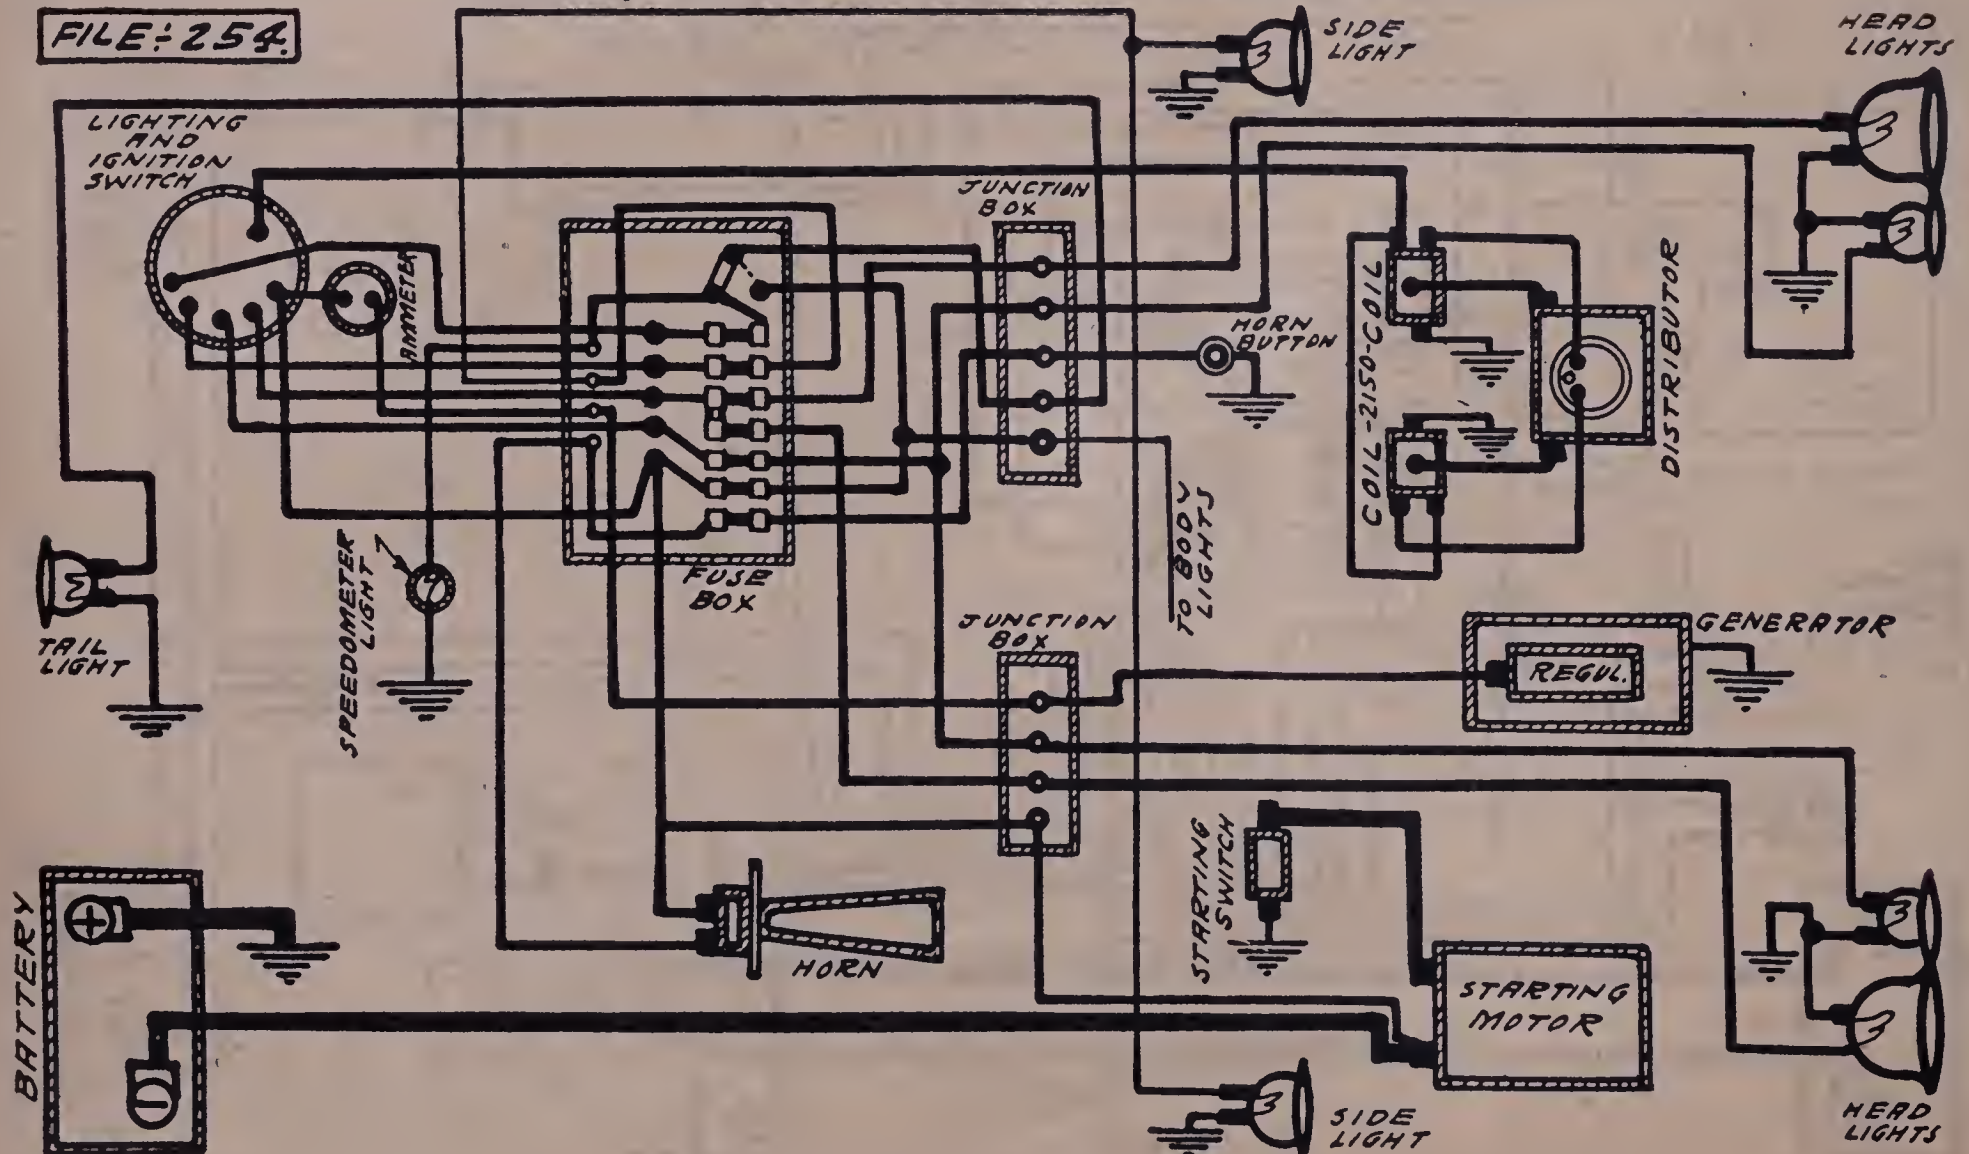 FILE:-254.
SIDE
LIGHT
HEAD
LIGHTS
LIGHTING
AND
IGNITION
SWITCH
AMMETER
JUNCTION
BOX
HORN
BUTTON
COIL-2150-COIL
DISTRIBUTOR
SPEEDOMETER
LIGHT
FUSE
BOX
TO BODY
LIGHTS
TAIL
LIGHT
JUNCTION
BOX
GENERATOR
REGUL.
BATTERY
+
HORN
STARTING
SWITCH
STARTING
MOTOR
−
SIDE
LIGHT
HEAD
LIGHTS